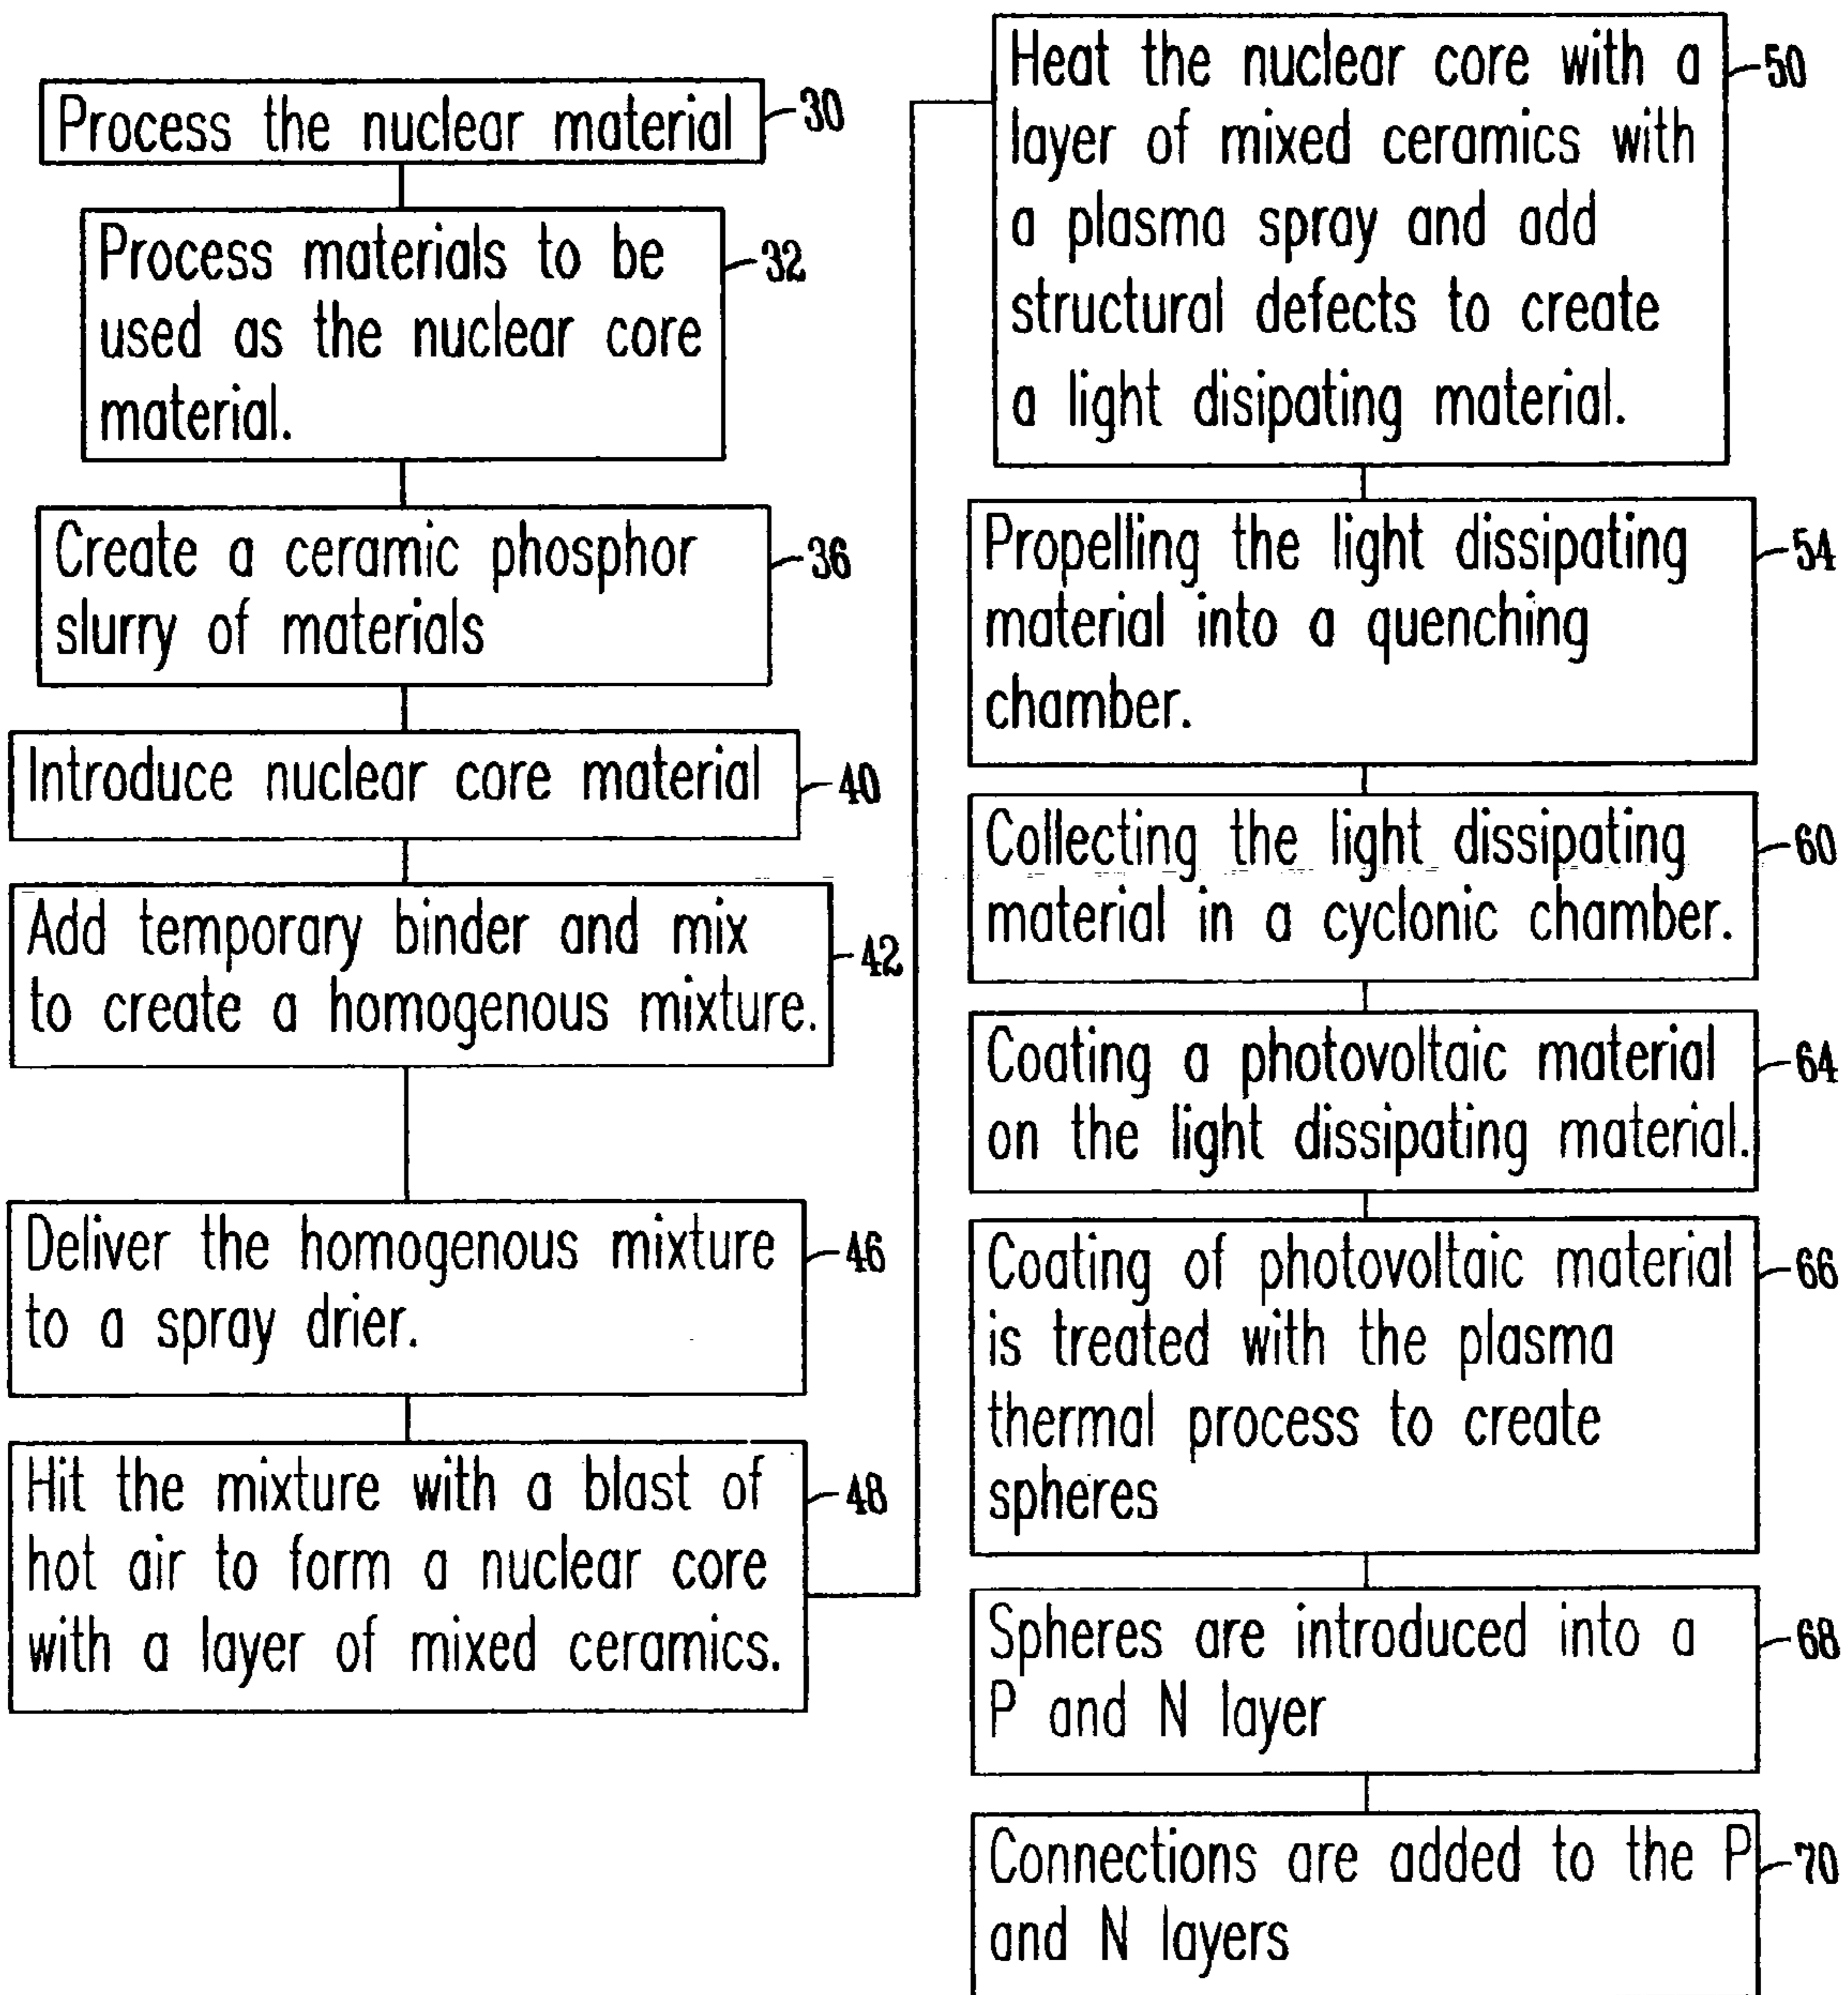 Process the nuclear material
30
Process materials to be
used as the nuclear core
material.
32
Create a ceramic phosphor
slurry of materials
36
Introduce nuclear core material
40
Add temporary binder and mix
to create a homogenous mixture.
42
Deliver the homogenous mixture
to a spray drier.
46
Hit the mixture with a blast of
hot air to form a nuclear core
with a layer of mixed ceramics.
48
Heat the nuclear core with a
layer of mixed ceramics with
a plasma spray and add
structural defects to create
a light disipating material.
50
Propelling the light dissipating
material into a quenching
chamber.
54
Collecting the light dissipating
material in a cyclonic chamber.
60
Coating a photovoltaic material
on the light dissipating material.
64
Coating of photovoltaic material
is treated with the plasma
thermal process to create
spheres
66
Spheres are introduced into a
P and N layer
68
Connections are added to the P
and N layers
70